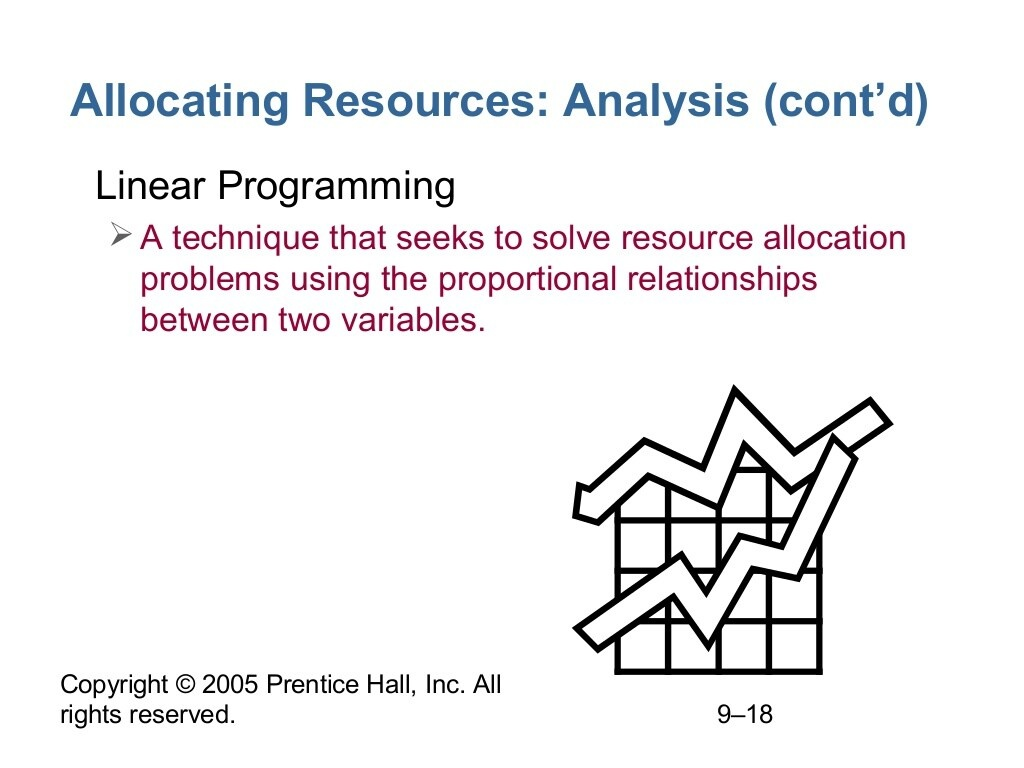 Allocating Resources: Analysis (cont’d)
Linear Programming
A technique that seeks to solve resource allocation
problems using the proportional relationships
between two variables.
Copyright © 2005 Prentice Hall, Inc. All
rights reserved.
9–18